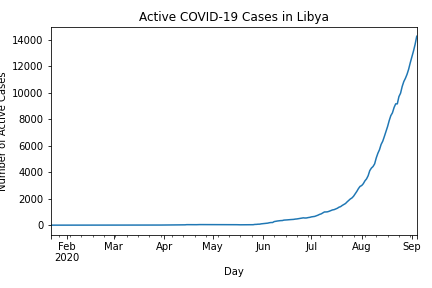 Active COVID-19 Cases in Libya
Number of Active Cases
14000
12000
10000
8000
6000
4000
2000
0
Feb Mar Apr May Jun Jul Aug Sep
2020
Day